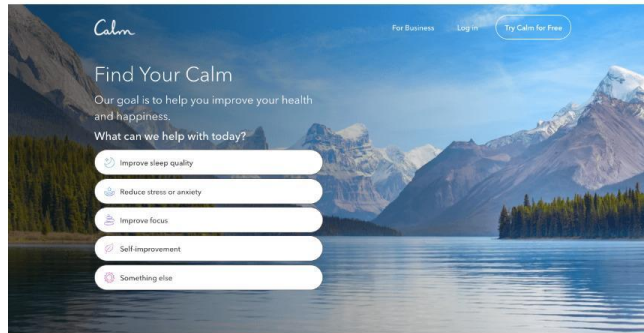 Calm
For Business
Log in
Try Calm for Free
Find Your Calm
Our goal is to help you improve your health
and happiness.
What can we help with today?
Improve sleep quality
Reduce stress or anxiety
Improve focus
Self-improvement
Something else